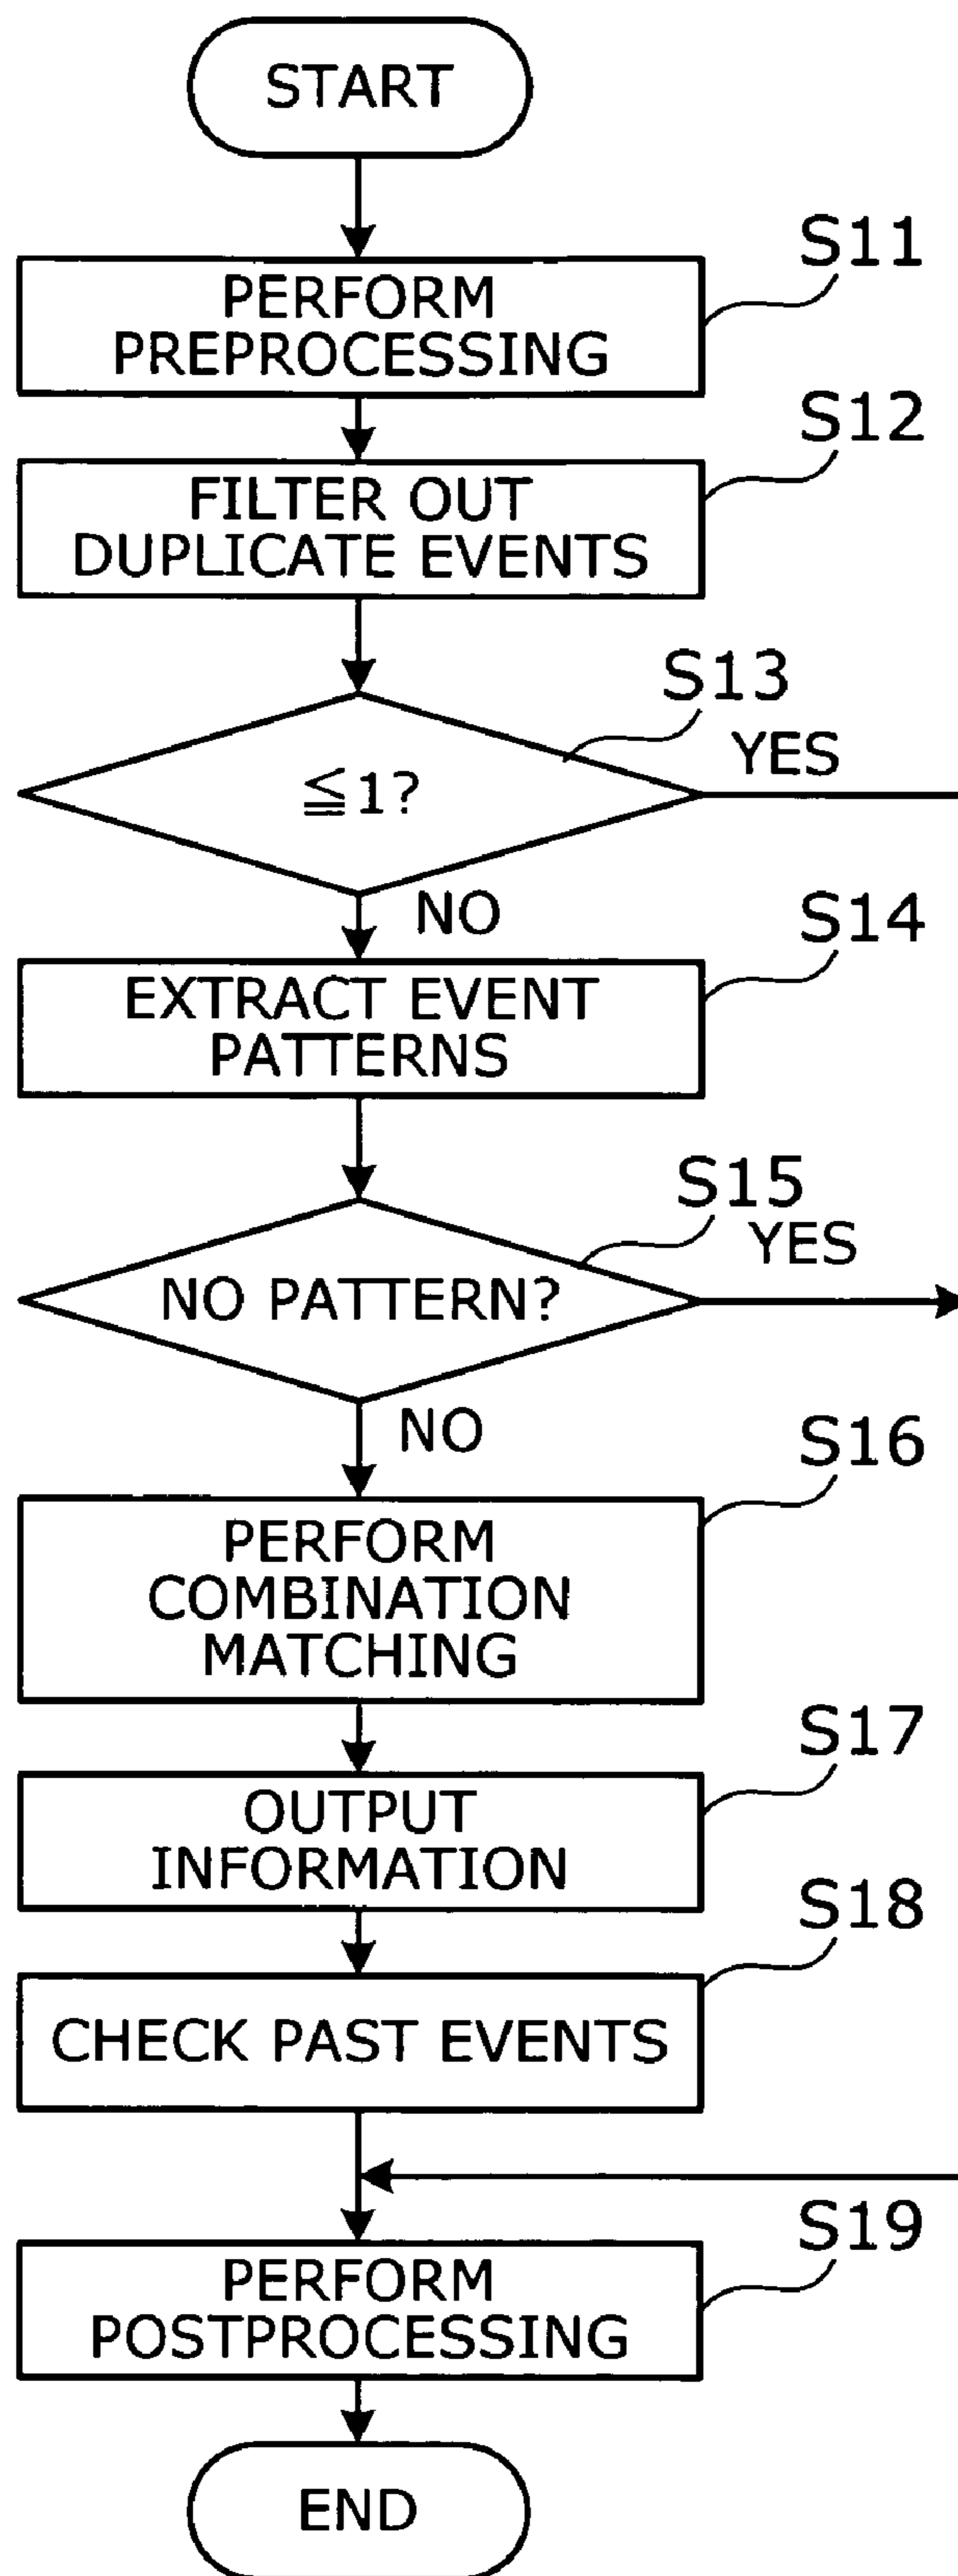 START
S11
PERFORM
PREPROCESSING
S12
FILTER OUT
DUPLICATE EVENTS
S13
YES
≦1?
NO
S14
EXTRACT EVENT
PATTERNS
S15
YES
NO PATTERN?
NO
S16
PERFORM
COMBINATION
MATCHING
S17
OUTPUT
INFORMATION
S18
CHECK PAST EVENTS
S19
PERFORM
POSTPROCESSING
END